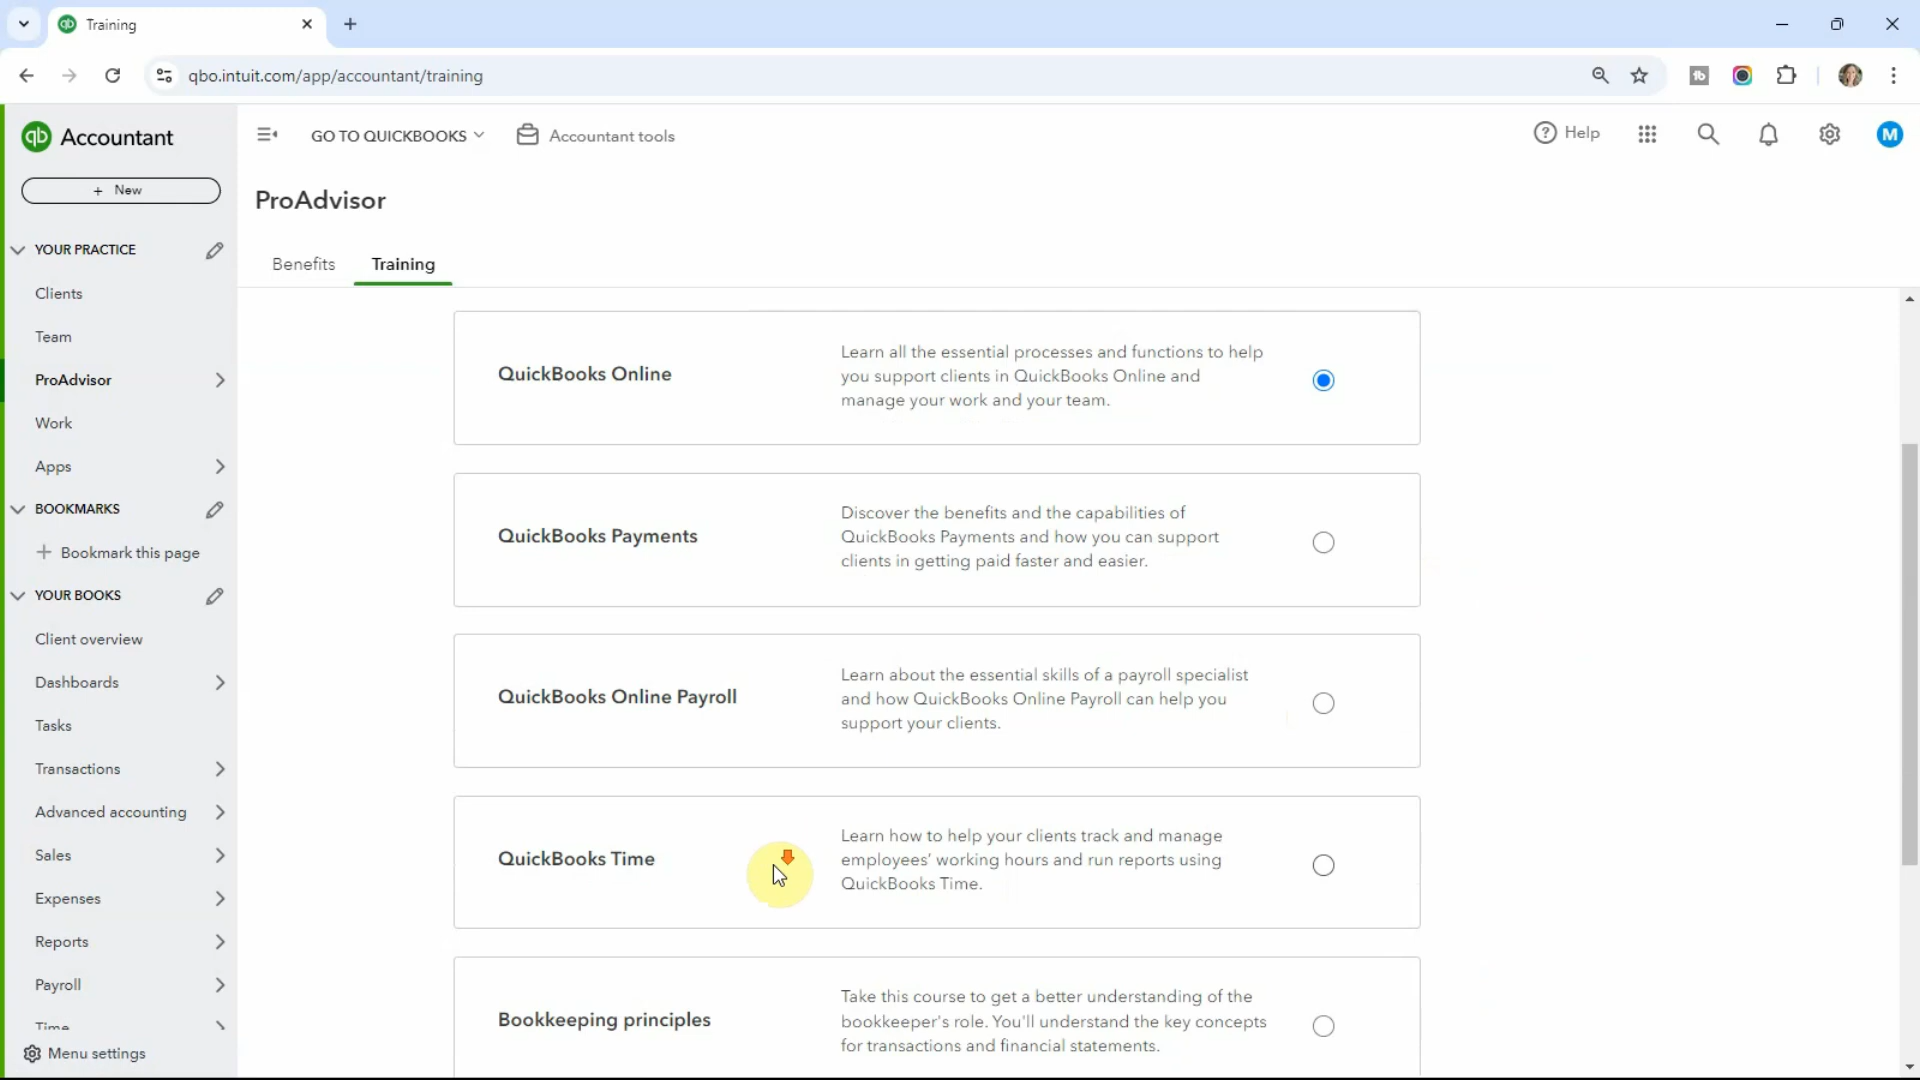 Training
qbo.intuit.com/app/accountant/training
qb Accountant
GO TO QUICKBOOKS
Accountant tools
Help
M
+ New
ProAdvisor
YOUR PRACTICE
Benefits
Training
Clients
Team
ProAdvisor
Work
Apps
BOOKMARKS
Bookmark this page
YOUR BOOKS
Client overview
Dashboards
Tasks
Transactions
Advanced accounting
Sales
Expenses
Reports
Payroll
Time
Menu settings
QuickBooks Online
Learn all the essential processes and functions to help
you support clients in QuickBooks Online and
manage your work and your team.
QuickBooks Payments
Discover the benefits and the capabilities of
QuickBooks Payments and how you can support
clients in getting paid faster and easier.
QuickBooks Online Payroll
Learn about the essential skills of a payroll specialist
and how QuickBooks Online Payroll can help you
support your clients.
QuickBooks Time
Learn how to help your clients track and manage
employees' working hours and run reports using
QuickBooks Time.
Bookkeeping principles
Take this course to get a better understanding of the
bookkeeper's role. You'll understand the key concepts
for transactions and financial statements.